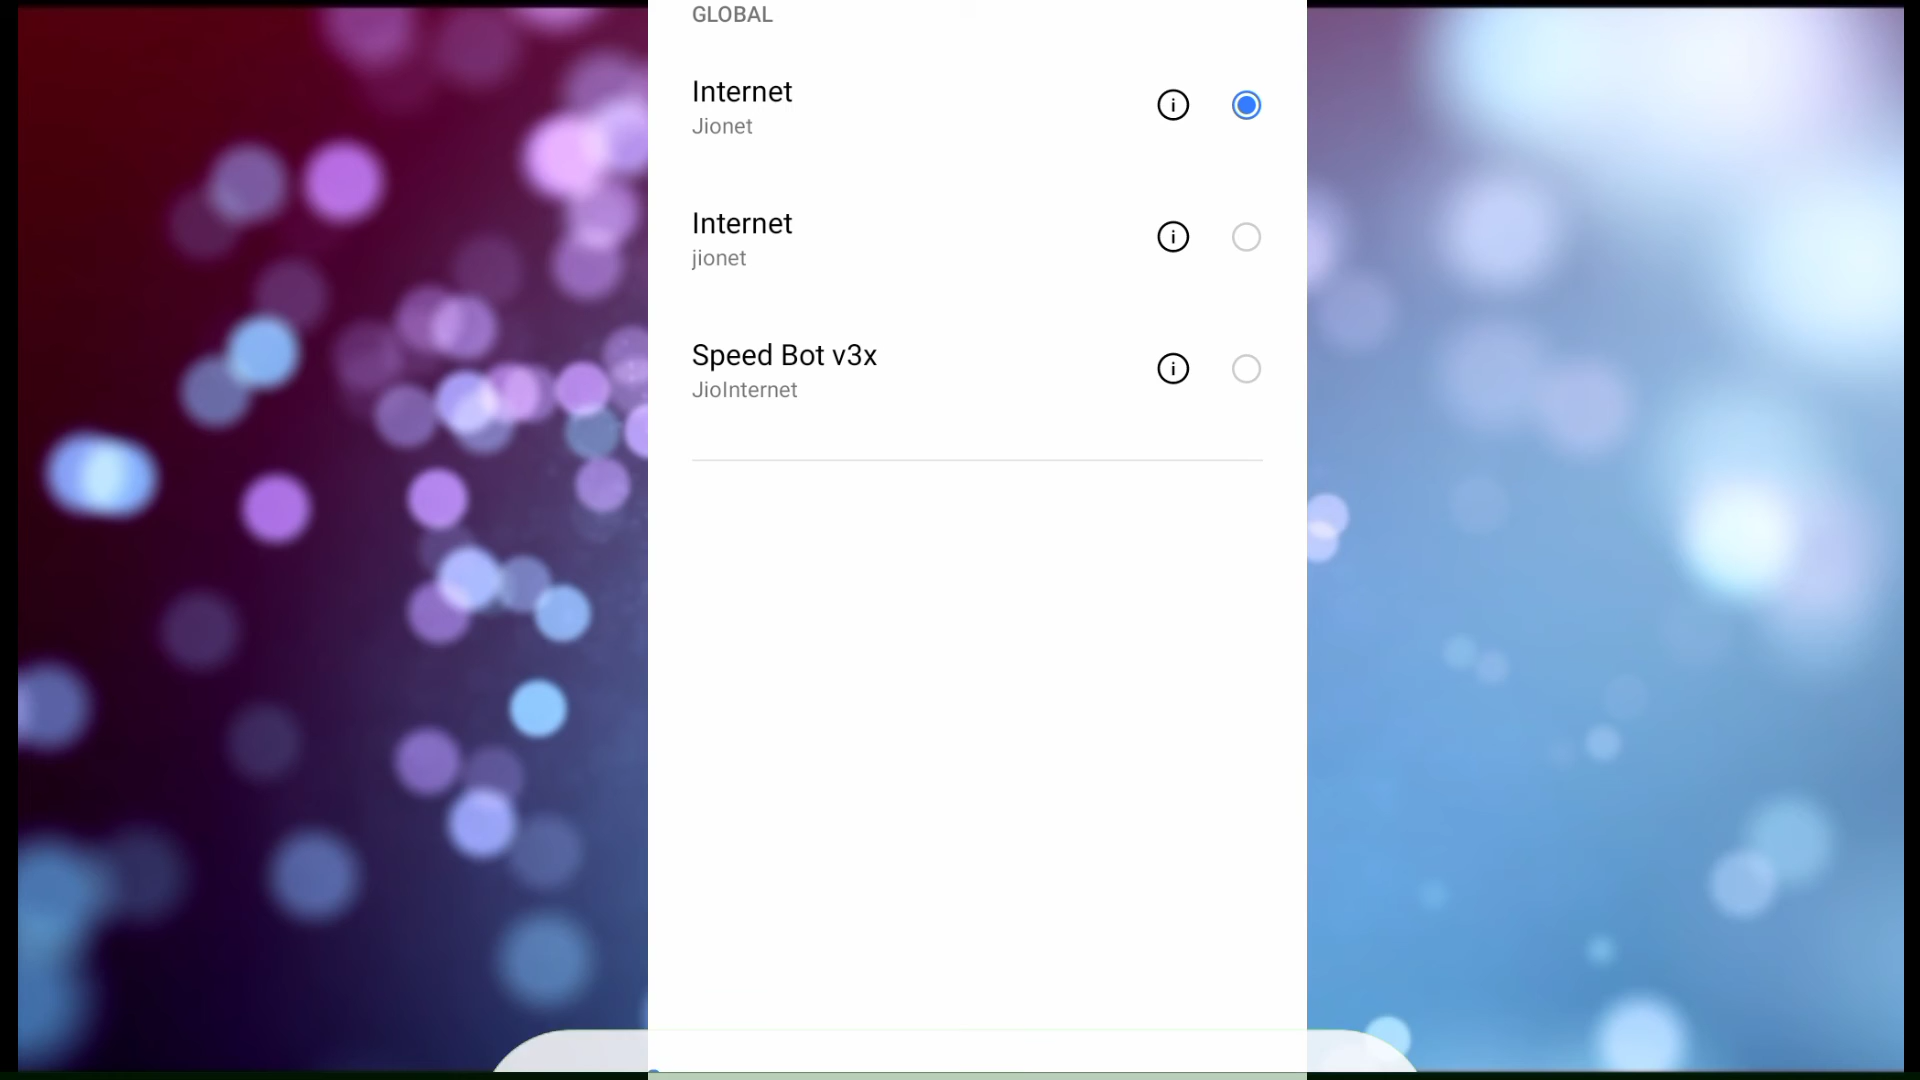 GLOBAL
Internet
Jionet
Internet
jionet
Speed Bot v3x
JioInternet